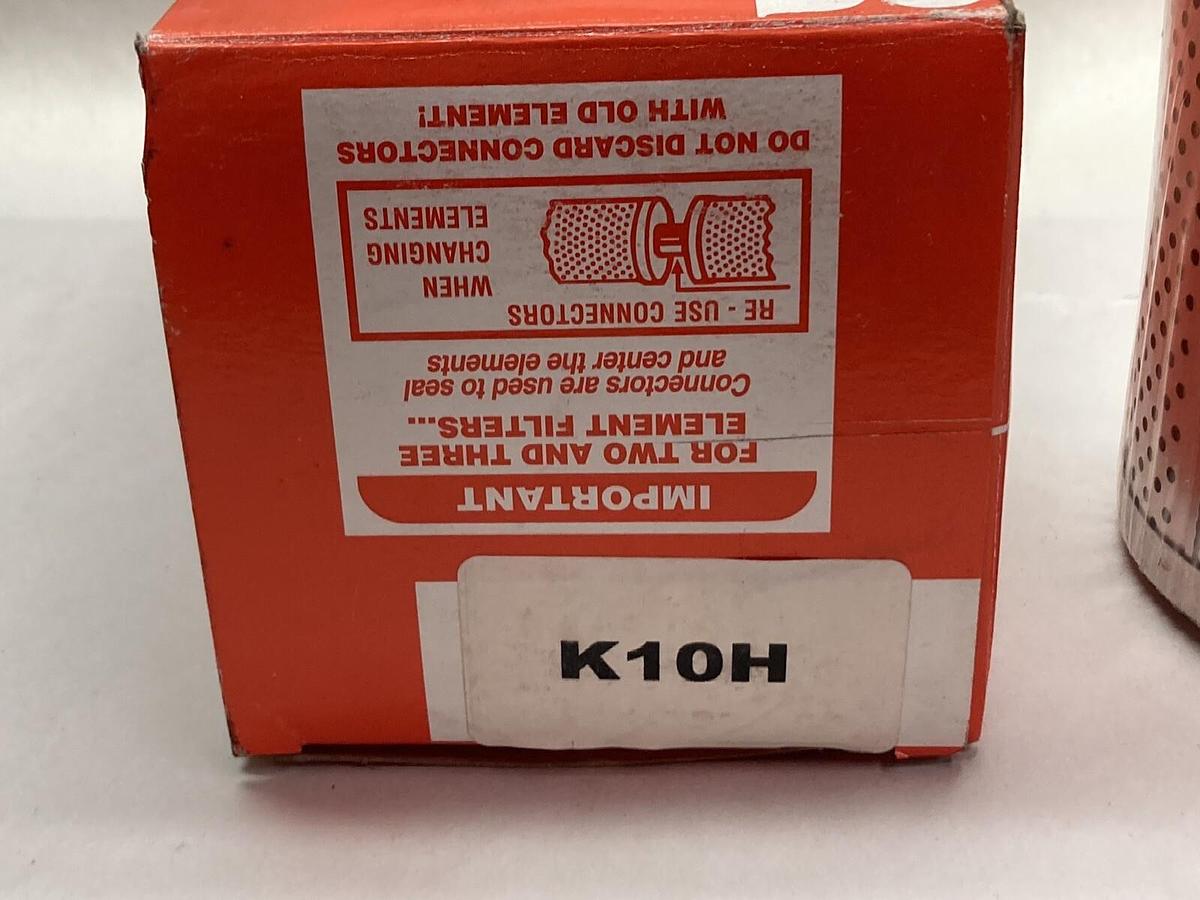 IMPORTANT
FOR TWO AND THREE
ELEMENT FILTERS...
Connectors are used to seal
and center the elements
RE - USE CONNECTORS
WHEN
CHANGING
ELEMENTS
DO NOT DISCARD CONNECTORS
WITH OLD ELEMENT!
K10H